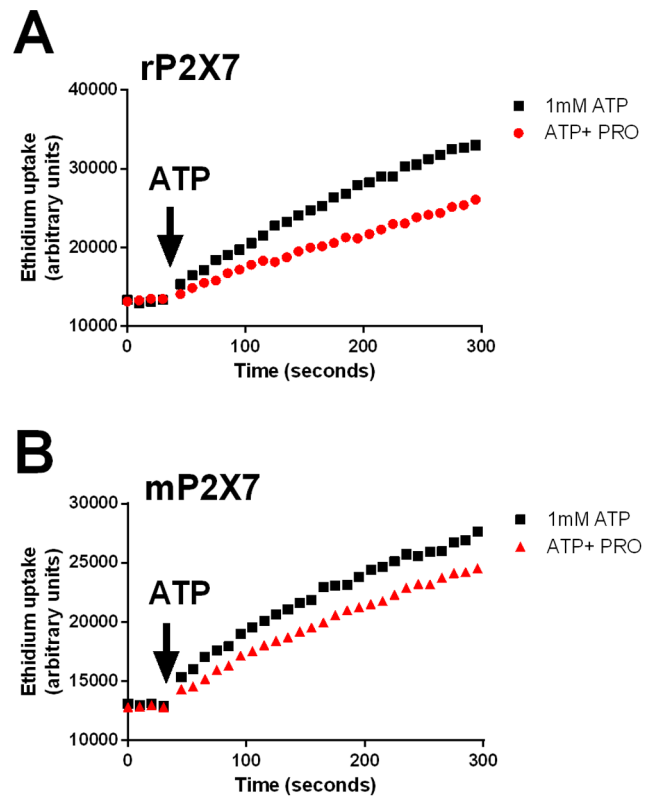 A
rP2X7
40000
30000
20000
10000
Ethidium uptake
(arbitrary units)
ATP
1mM ATP
ATP+ PRO
0
100
200
300
Time (seconds)
B
mP2X7
30000
25000
20000
15000
10000
Ethidium uptake
(arbitrary units)
ATP
1mM ATP
ATP+ PRO
0
100
200
300
Time (seconds)